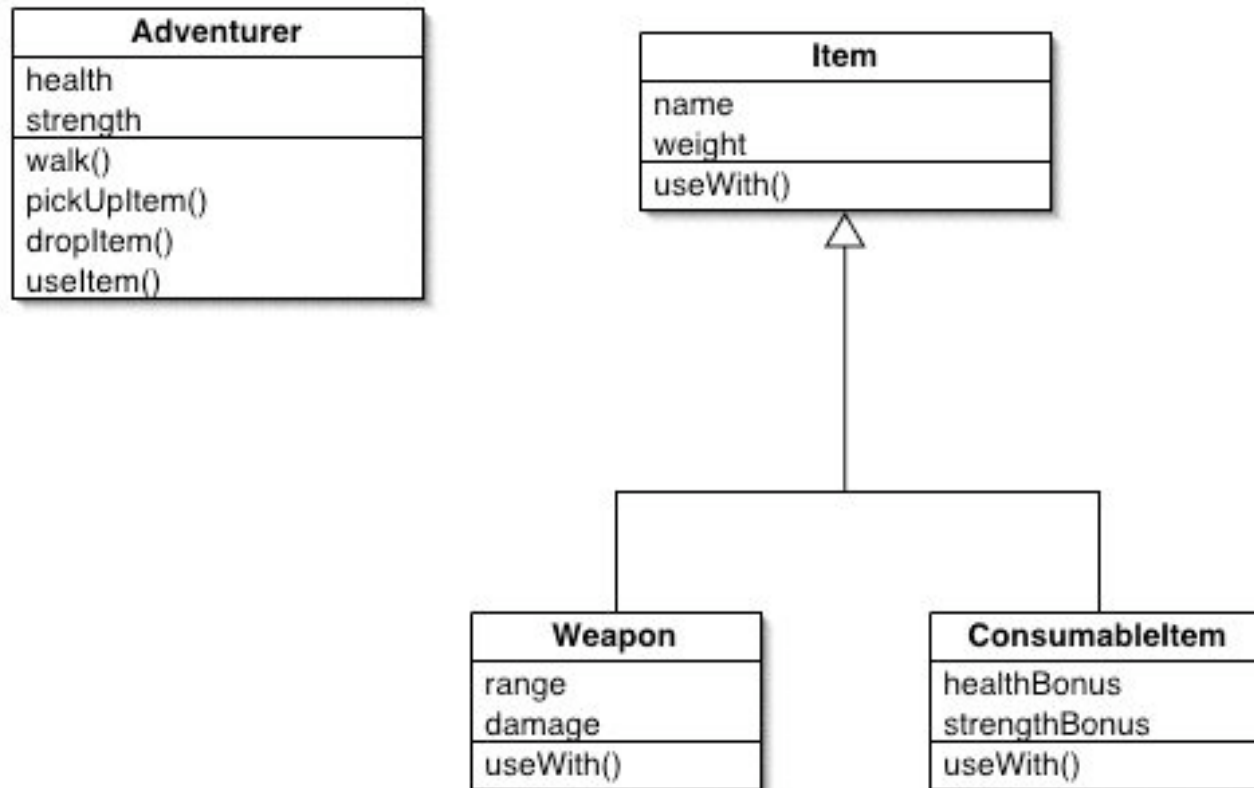 Adventurer
health
strength
walk()
pickUpItem()
dropItem()
useItem()
Item
name
weight
useWith()
Weapon
range
damage
useWith()
ConsumableItem
healthBonus
strengthBonus
useWith()